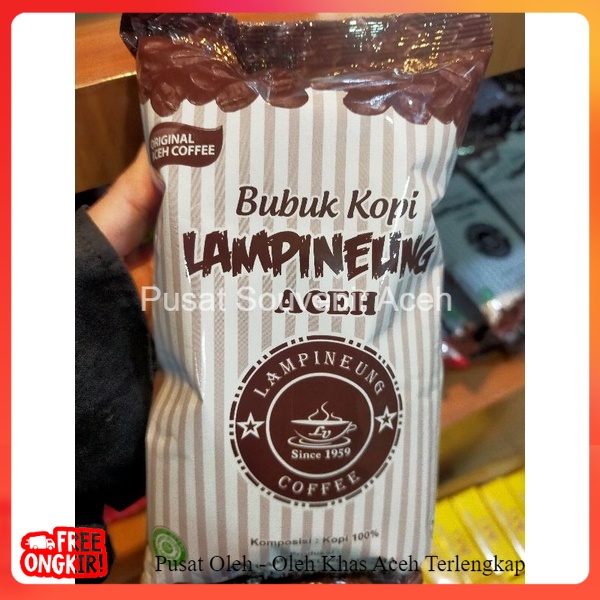 ORIGINAL
ACEH COFFEE
Bubuk Kopi
LAMPINEUNG
ACEH
Pusat Souvenir Aceh
LAMPINEUNG
Lv
Since 1959
COFFEE
Komposisi : Kopi 100%
FREE
ONGKIR!
Pusat Oleh - Oleh Khas Aceh Terlengkap